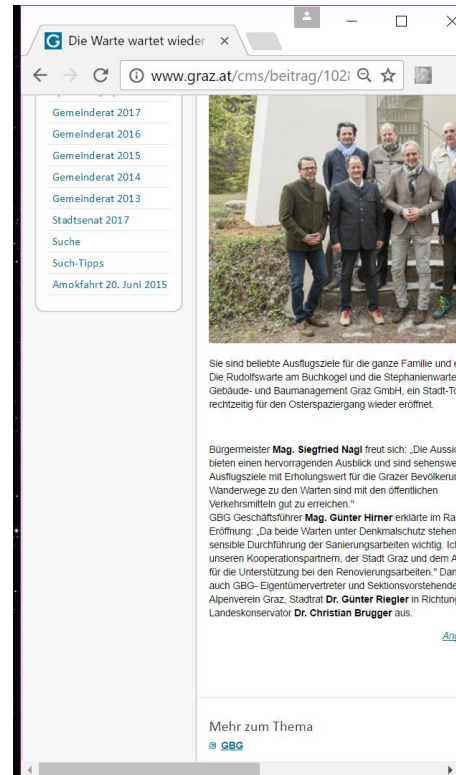 Die Warte wartet wieder
www.graz.at/cms/beitrag/1028
Gemeinderat 2017
Gemeinderat 2016
Gemeinderat 2015
Gemeinderat 2014
Gemeinderat 2013
Stadtsenat 2017
Suche
Such-Tipps
Amokfahrt 20. Juni 2015
Sie sind beliebte Ausflugsziele für die ganze Familie und
Die Rudolfswarte am Buchkogel und die Stephanienwarte
Gebäude- und Baumanagement Graz GmbH, ein
rechtzeitig für den Osterspaziergang wieder eröffnet.
Bürgermeister Mag. Siegfried Nagl freut sich: „Die
bieten einen hervorragenden Ausblick und sind
Ausflugsziele mit Erholungswert für die Grazer
Wanderwege zu den Warten sind mit den öffentlichen
Verkehrsmitteln gut zu erreichen."
GBG Geschäftsführer Mag. Günter Hirner erklärte im
Eröffnung: „Da beide Warten unter Denkmalschutz
sensible Durchführung der Sanierungsarbeiten wichtig.
unseren Kooperationspartnern, der Stadt Graz und dem
für die Unterstützung bei den Renovierungsarbeiten."
auch GBG- Eigentümervertreter und
Alpenverein Graz, Stadtrat Dr. Günter Riegler in
Landeskonservator Dr. Christian Brugger aus.
Mehr zum Thema
GBG